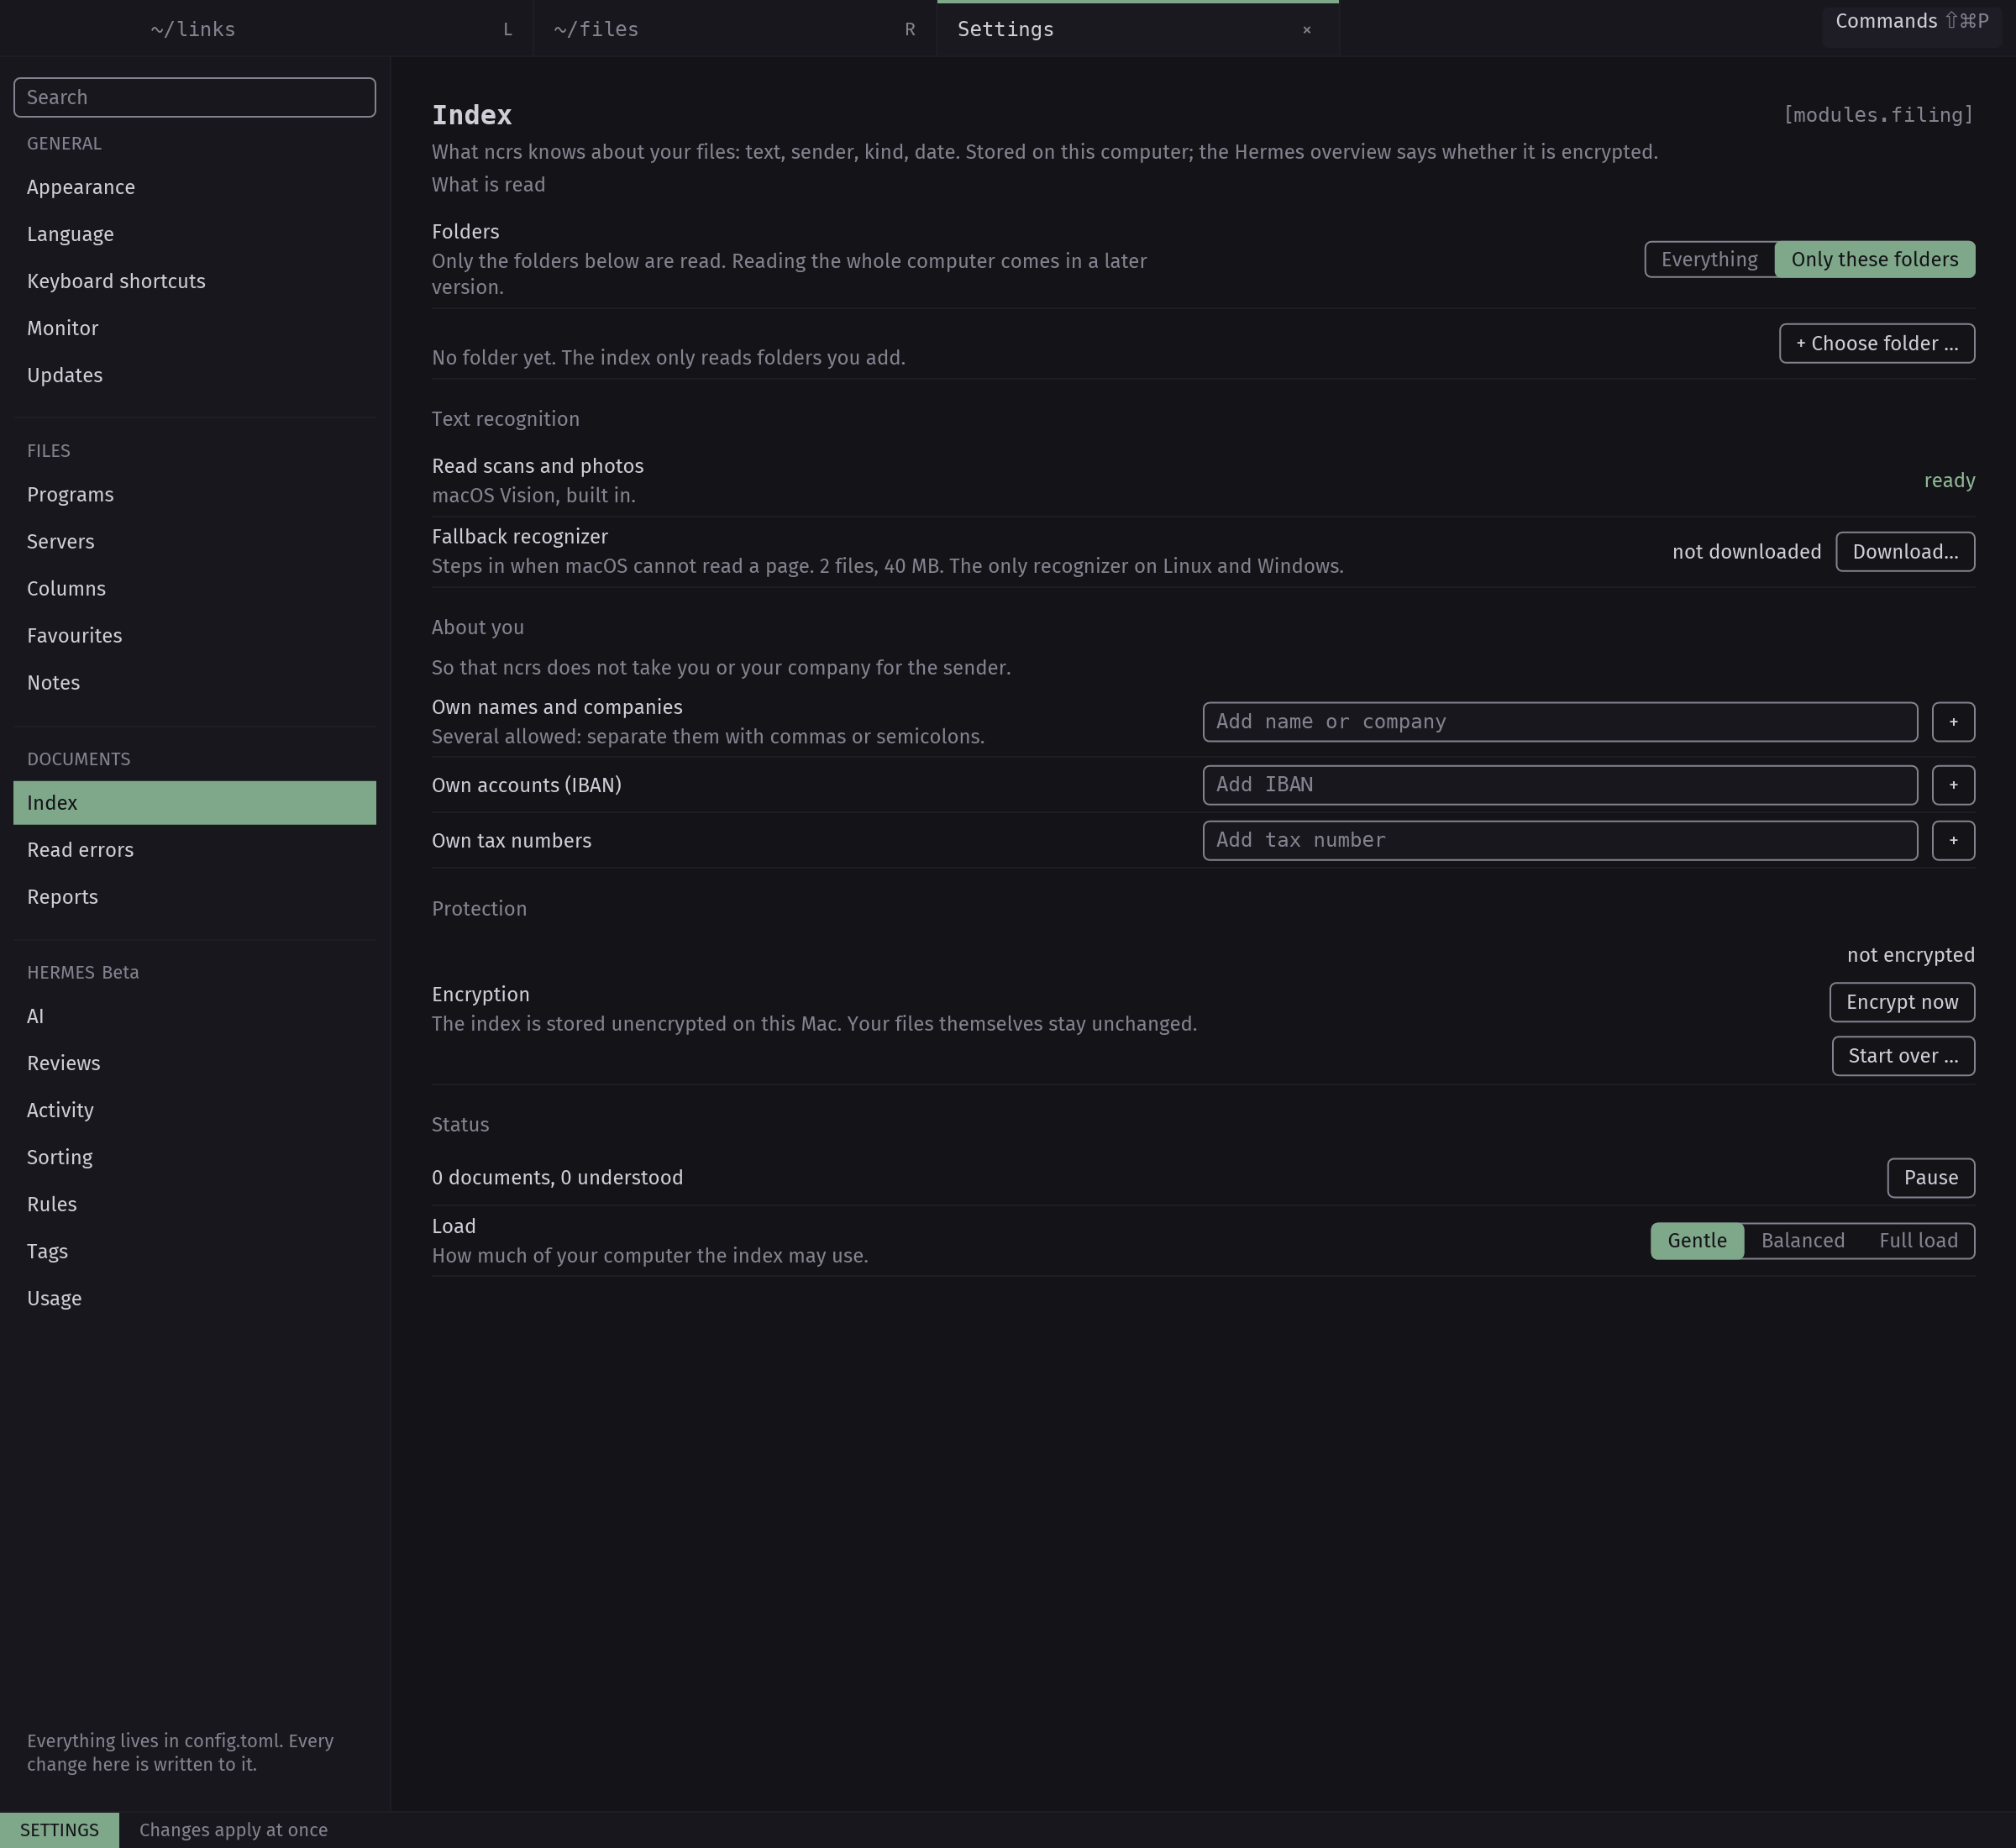 ~/links L ~/files R Settings × Commands ⇧⌘P
Search
GENERAL
Appearance
Language
Keyboard shortcuts
Monitor
Updates
FILES
Programs
Servers
Columns
Favourites
Notes
DOCUMENTS
Index
Read errors
Reports
HERMES Beta
AI
Reviews
Activity
Sorting
Rules
Tags
Usage
Everything lives in config.toml. Every
change here is written to it.
Index [modules.filing]
What ncrs knows about your files: text, sender, kind, date. Stored on this computer; the Hermes overview says whether it is encrypted.
What is read
Folders
Only the folders below are read. Reading the whole computer comes in a later
version.
Everything Only these folders
No folder yet. The index only reads folders you add.
+ Choose folder ...
Text recognition
Read scans and photos
macOS Vision, built in.
ready
Fallback recognizer
Steps in when macOS cannot read a page. 2 files, 40 MB. The only recognizer on Linux and Windows.
not downloaded Download...
About you
So that ncrs does not take you or your company for the sender.
Own names and companies
Several allowed: separate them with commas or semicolons.
Add name or company +
Own accounts (IBAN) Add IBAN +
Own tax numbers Add tax number +
Protection
not encrypted
Encryption
The index is stored unencrypted on this Mac. Your files themselves stay unchanged.
Encrypt now
Start over ...
Status
0 documents, 0 understood Pause
Load
How much of your computer the index may use.
Gentle Balanced Full load
SETTINGS Changes apply at once